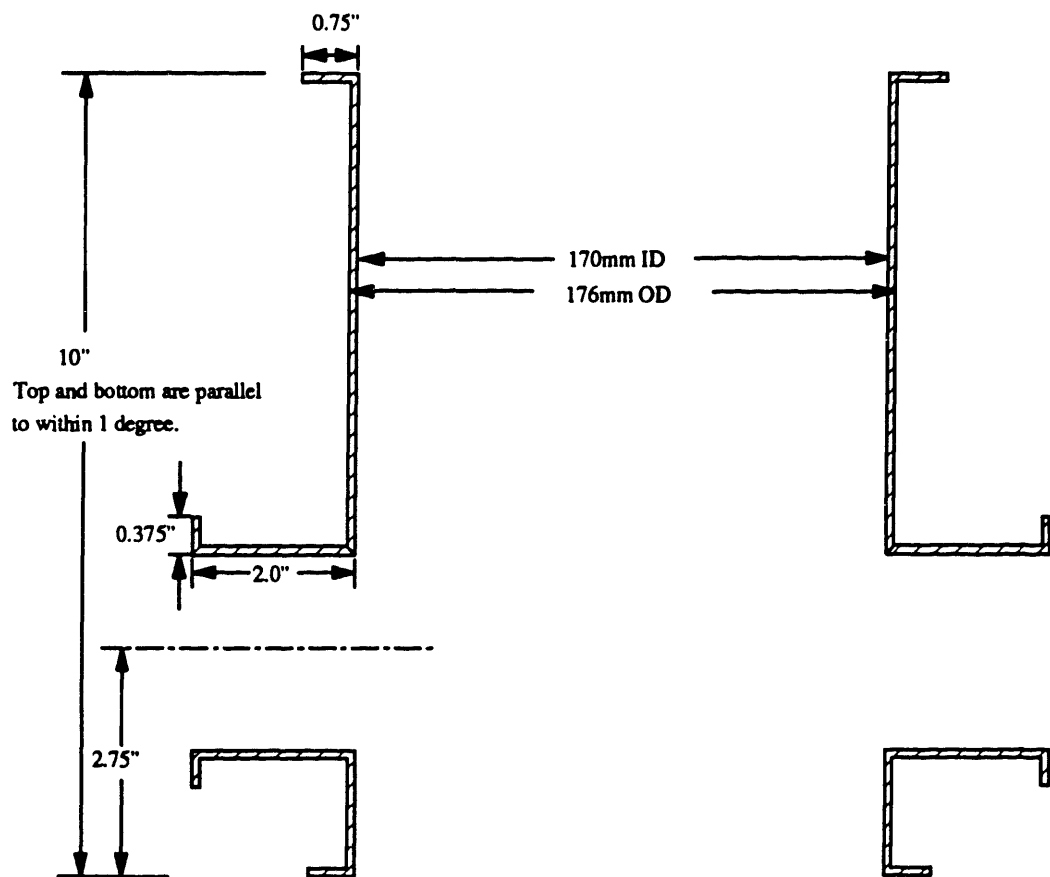 0.75"
170mm ID
176mm OD
10"
Top and bottom are parallel
to within 1 degree.
0.375"
2.0"
2.75"